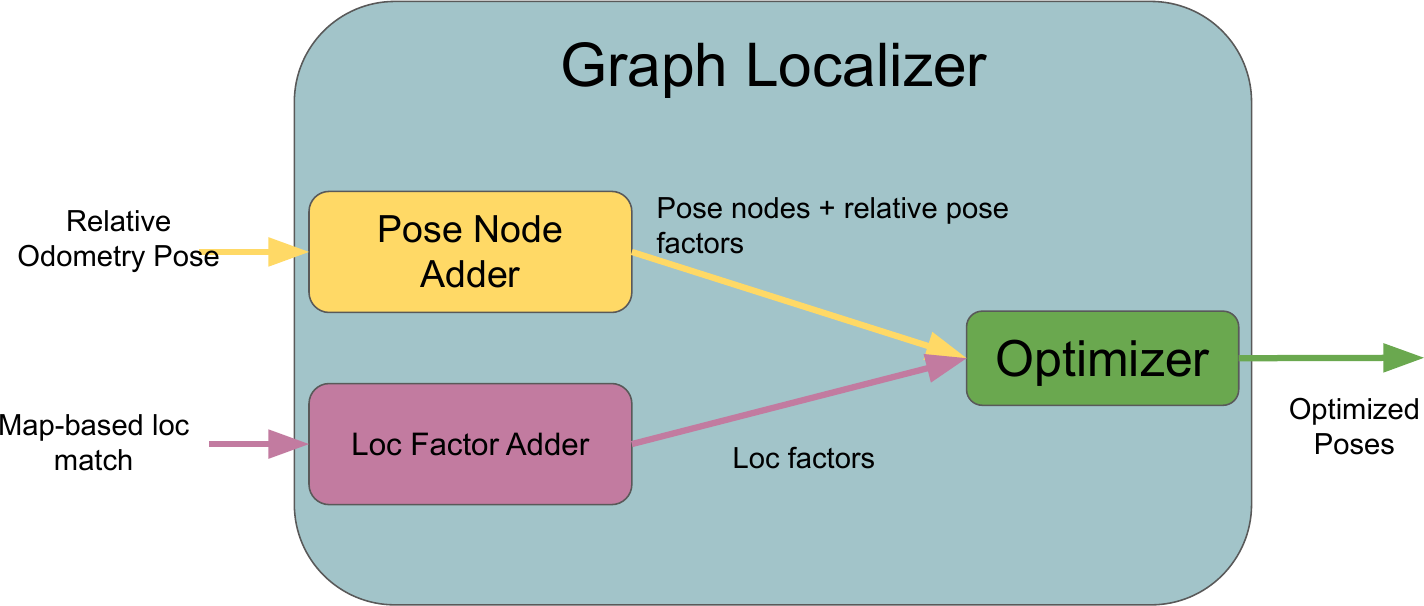 Graph Localizer
Relative
Odometry Pose
Pose Node
Adder
Pose nodes + relative pose
factors
Optimizer
Optimized
Poses
Map-based loc
match
Loc Factor Adder
Loc factors